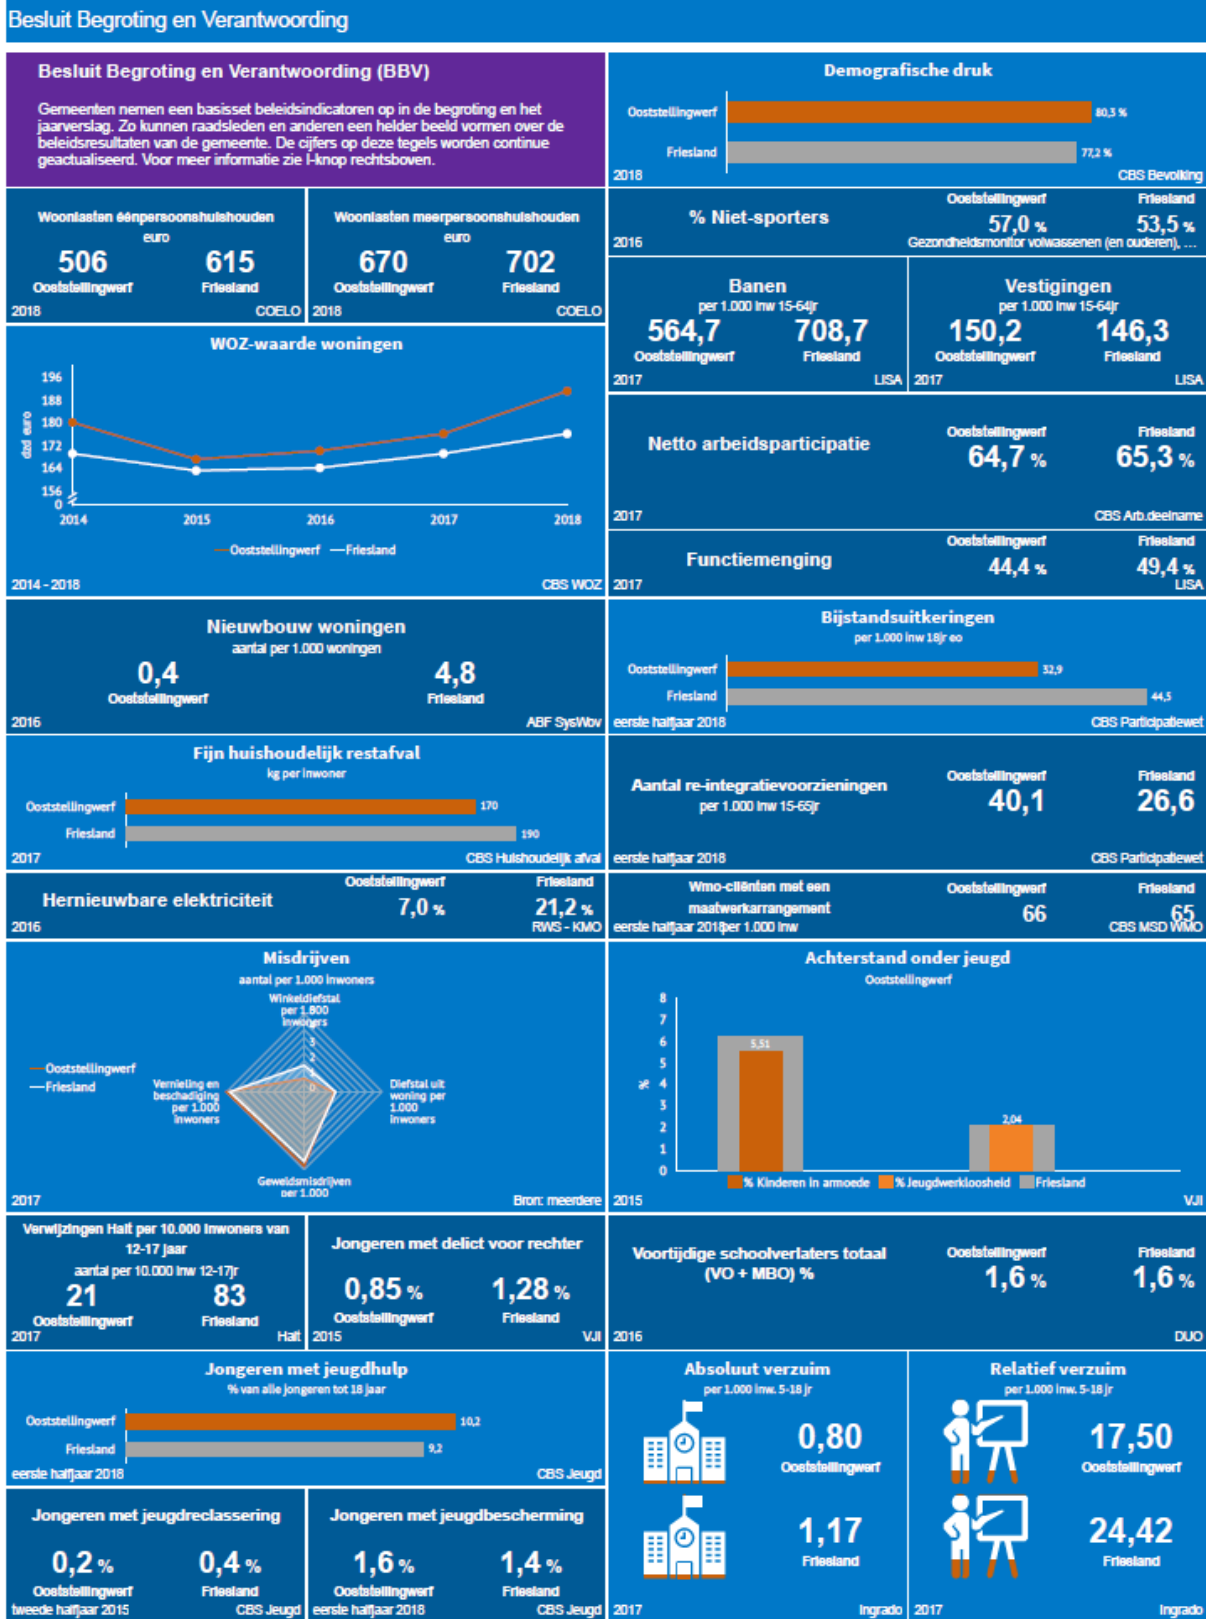 Besluit Begroting en Verantwoording
Besluit Begroting en Verantwoording (BBV)
Gemeenten nemen een basisset beleidsindicatoren op in de begroting en het
jaarverslag. Zo kunnen raadsleden en anderen een helder beeld vormen over de
beleidsresultaten van de gemeente. De cijfers op deze tegels worden continue
geactualiseerd. Voor meer informatie zie I-knop rechtsboven.
Demografische druk
Ooststellingwerf 80,3 %
Friesland 77,2 %
2018 CBS Bevolking
Woonlasten éénpersoonshuishouden
euro
506 615
Ooststellingwerf Friesland
2018 COELO
Woonlasten meerpersoonshuishouden
euro
670 702
Ooststellingwerf Friesland
2018 COELO
% Niet-sporters
Ooststellingwerf Friesland
57,0 % 53,5 %
2016 Gezondheidsmonitor volwassenen (en ouderen), ...
Banen
per 1.000 inw 15-64jr
564,7 708,7
Ooststellingwerf Friesland
2017 LISA
Vestigingen
per 1.000 inw 15-64jr
150,2 146,3
Ooststellingwerf Friesland
2017 LISA
WOZ-waarde woningen
dzd euro
196
188
180
172
164
156
0
2014 2015 2016 2017 2018
Ooststellingwerf Friesland
2014 - 2018 CBS WOZ
Netto arbeidsparticipatie
Ooststellingwerf Friesland
64,7 % 65,3 %
2017 CBS Arb.deelname
Functiemenging
Ooststellingwerf Friesland
44,4 % 49,4 %
2017 LISA
Nieuwbouw woningen
aantal per 1.000 woningen
0,4 4,8
Ooststellingwerf Friesland
2016 ABF SysWov
Bijstandsuitkeringen
per 1.000 inw 18jr eo
Ooststellingwerf 32,9
Friesland 44,5
eerste halfjaar 2018 CBS Participatiewet
Fijn huishoudelijk restafval
kg per inwoner
Ooststellingwerf 170
Friesland 190
2017 CBS Huishoudelijk afval
Aantal re-integratievoorzieningen
per 1.000 inw 15-65jr
Ooststellingwerf Friesland
40,1 26,6
eerste halfjaar 2018 CBS Participatiewet
Hernieuwbare elektriciteit
Ooststellingwerf Friesland
7,0 % 21,2 %
2016 RWS - KMO
Wmo-cliënten met een
maatwerkarrangement
per 1.000 inw
Ooststellingwerf Friesland
66 65
eerste halfjaar 2018 CBS MSD WMO
Misdrijven
aantal per 1.000 inwoners
Winkeldiefstal
per 1.000
inwoners
3
2
1
0
Ooststellingwerf
Friesland
Vernieling en
beschadiging
per 1.000
inwoners
Diefstal uit
woning per
1.000
inwoners
Geweldsmisdrijven
per 1.000
2017 Bron: meerdere
Achterstand onder jeugd
Ooststellingwerf
%
8
7
6
5
4
3
2
1
0
5,51
2,04
% Kinderen in armoede % Jeugdwerkloosheid Friesland
2015 VJI
Verwijzingen Halt per 10.000 inwoners van
12-17 jaar
aantal per 10.000 inw 12-17jr
21 83
Ooststellingwerf Friesland
2017 Halt
Jongeren met delict voor rechter
0,85 % 1,28 %
Ooststellingwerf Friesland
2015 VJI
Voortijdige schoolverlaters totaal
(VO + MBO) %
Ooststellingwerf Friesland
1,6 % 1,6 %
2016 DUO
Jongeren met jeugdhulp
% van alle jongeren tot 18 jaar
Ooststellingwerf 10,2
Friesland 9,2
eerste halfjaar 2018 CBS Jeugd
Absoluut verzuim
per 1.000 inw. 5-18 jr
0,80
Ooststellingwerf
1,17
Friesland
2017 Ingrado
Relatief verzuim
per 1.000 inw. 5-18 jr
17,50
Ooststellingwerf
24,42
Friesland
2017 Ingrado
Jongeren met jeugdreclassering
0,2 % 0,4 %
Ooststellingwerf Friesland
tweede halfjaar 2015 CBS Jeugd
Jongeren met jeugdbescherming
1,6 % 1,4 %
Ooststellingwerf Friesland
eerste halfjaar 2018 CBS Jeugd